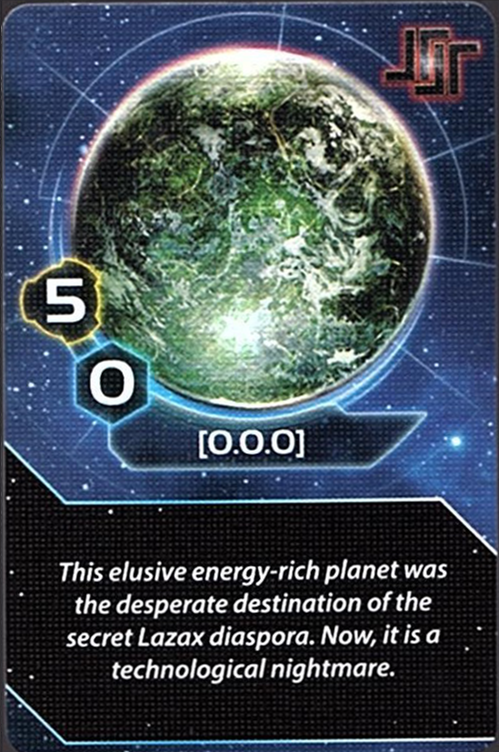 5
0
[0.0.0]
This elusive energy-rich planet was
the desperate destination of the
secret Lazax diaspora. Now, it is a
technological nightmare.